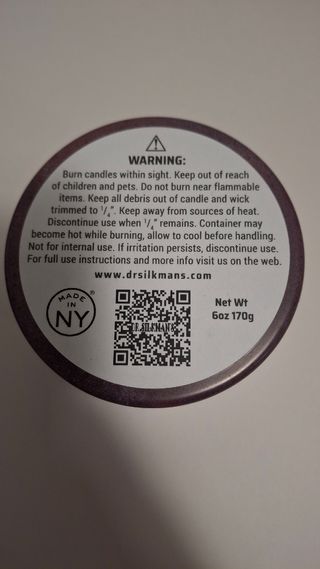 WARNING:
Burn candles within sight. Keep out of reach
of children and pets. Do not burn near flammable
items. Keep all debris out of candle and wick
trimmed to 1/4". Keep away from sources of heat.
Discontinue use when 1/4" remains. Container may
become hot while burning, allow to cool before handling.
Not for internal use. If irritation persists, discontinue use.
For full use instructions and more info visit us on the web.
www.drsilkmans.com
MADE
IN
NY®
DR.SILKMAN'S
Net Wt
6oz 170g